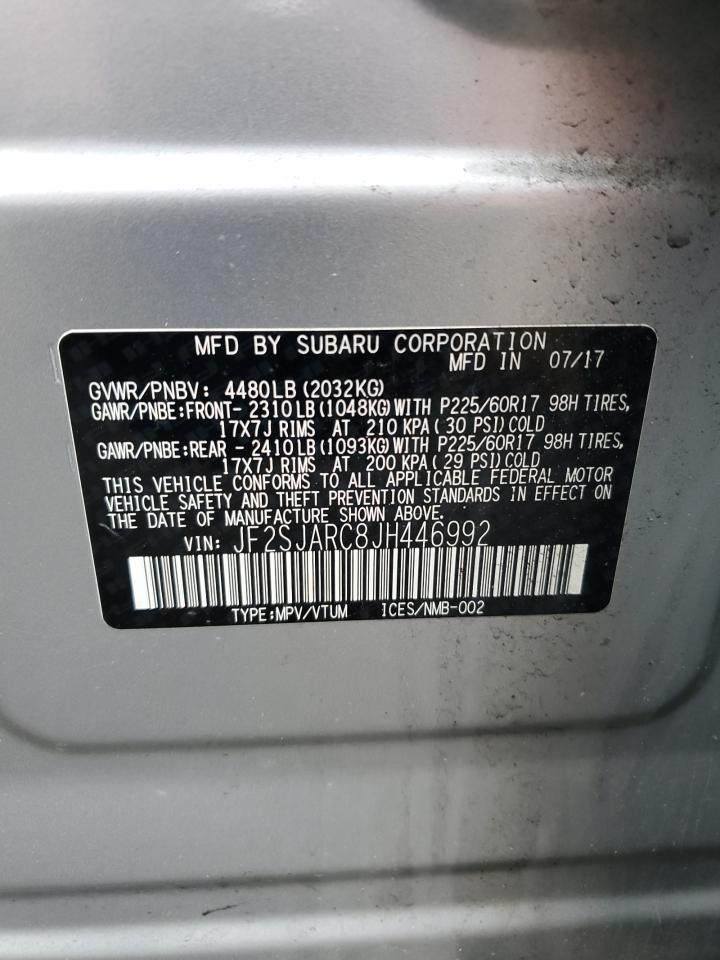 MFD BY SUBARU CORPORATION
MFD IN 07/17
GVWR/PNBV: 4480LB(2032KG)
GAWR/PNBE:FRONT- 2310LB(1048KG)WITH P225/60R17 98H TIRES,
17X7J RIMS AT 210 KPA( 30 PSI)COLD
GAWR/PNBE:REAR - 2410LB(1093KG)WITH P225/60R17 98H TIRES,
17X7J RIMS AT 200 KPA( 29 PSI)COLD
THIS VEHICLE CONFORMS TO ALL APPLICABLE FEDERAL MOTOR
VEHICLE SAFETY AND THEFT PREVENTION STANDARDS IN EFFECT ON
THE DATE OF MANUFACTURE SHOWN ABOVE.
VIN: JF2SJARC8JH446992
TYPE:MPV/VTUM ICES/NMB-002